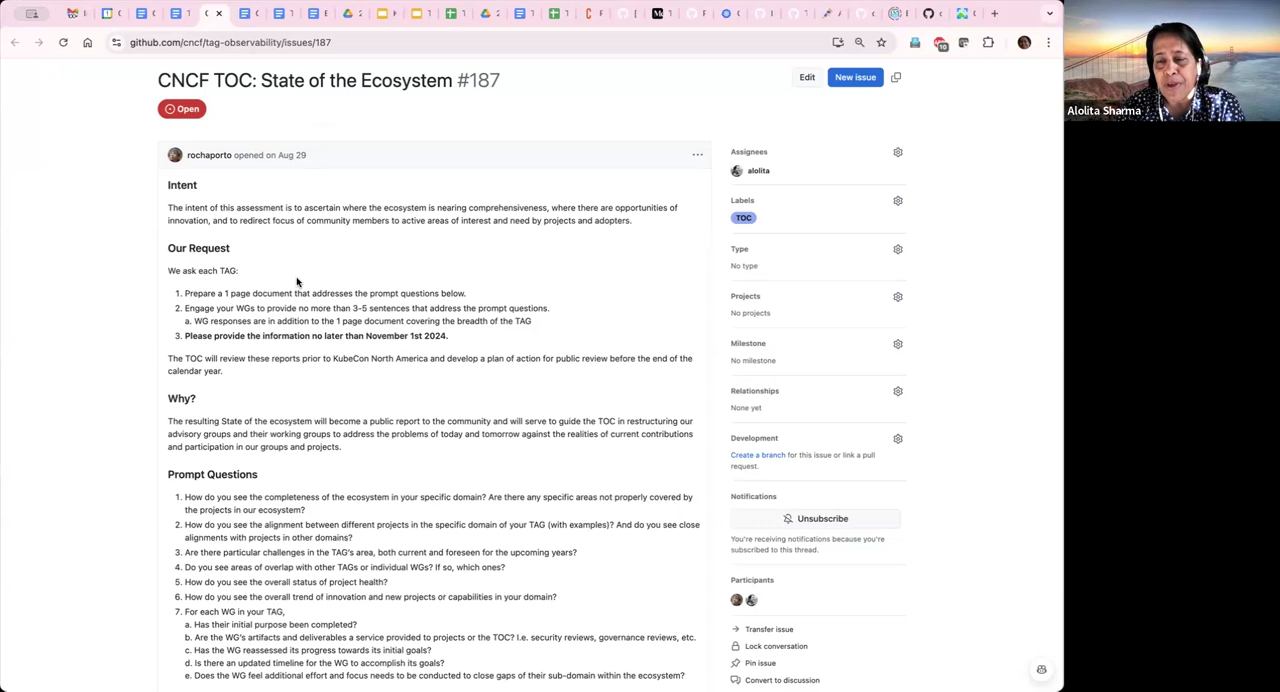 github.com/cncf/tag-observability/issues/187
10
CNCF TOC: State of the Ecosystem #187
Edit
New issue
Open
rochaporto opened on Aug 29
Intent
The intent of this assessment is to ascertain where the ecosystem is nearing comprehensiveness, where there are opportunities of
innovation, and to redirect focus of community members to active areas of interest and need by projects and adopters.
Our Request
We ask each TAG:
1. Prepare a 1 page document that addresses the prompt questions below.
2. Engage your WGs to provide no more than 3-5 sentences that address the prompt questions.
a. WG responses are in addition to the 1 page document covering the breadth of the TAG
3. Please provide the information no later than November 1st 2024.
The TOC will review these reports prior to KubeCon North America and develop a plan of action for public review before the end of the
calendar year.
Why?
The resulting State of the ecosystem will become a public report to the community and will serve to guide the TOC in restructuring our
advisory groups and their working groups to address the problems of today and tomorrow against the realities of current contributions
and participation in our groups and projects.
Prompt Questions
1. How do you see the completeness of the ecosystem in your specific domain? Are there any specific areas not properly covered by
the projects in our ecosystem?
2. How do you see the alignment between different projects in the specific domain of your TAG (with examples)? And do you see close
alignments with projects in other domains?
3. Are there particular challenges in the TAG's area, both current and foreseen for the upcoming years?
4. Do you see areas of overlap with other TAGs or individual WGs? If so, which ones?
5. How do you see the overall status of project health?
6. How do you see the overall trend of innovation and new projects or capabilities in your domain?
7. For each WG in your TAG,
a. Has their initial purpose been completed?
b. Are the WG's artifacts and deliverables a service provided to projects or the TOC? I.e. security reviews, governance reviews, etc.
c. Has the WG reassessed its progress towards its initial goals?
d. Is there an updated timeline for the WG to accomplish its goals?
e. Does the WG feel additional effort and focus needs to be conducted to close gaps of their sub-domain within the ecosystem?
Assignees
alolita
Labels
TOC
Type
No type
Projects
No projects
Milestone
No milestone
Relationships
None yet
Development
Create a branch for this issue or link a pull
request.
Notifications
Unsubscribe
You're receiving notifications because you're
subscribed to this thread.
Participants
Transfer issue
Lock conversation
Pin issue
Convert to discussion
Alolita Sharma